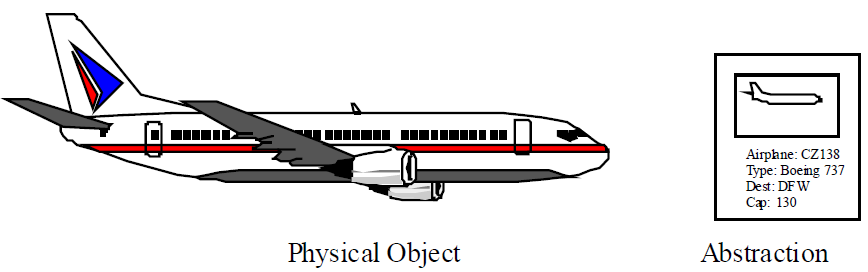 Airplane: CZ138
Type: Boeing 737
Dest: DFW
Cap: 130
Physical Object
Abstraction